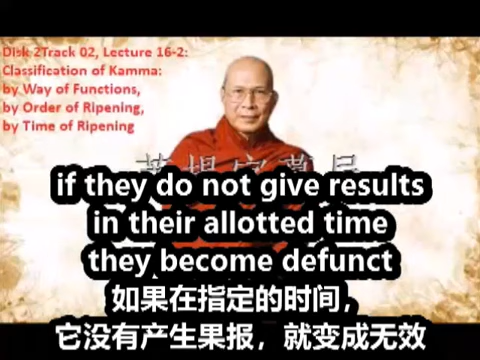 Disk 2Track 02, Lecture 16-2:
Classification of Kamma:
by Way of Functions,
by Order of Ripening,
by Time of Ripening
if they do not give results
in their allotted time
they become defunct
如果在指定的时间，
它没有产生果报，就变成无效